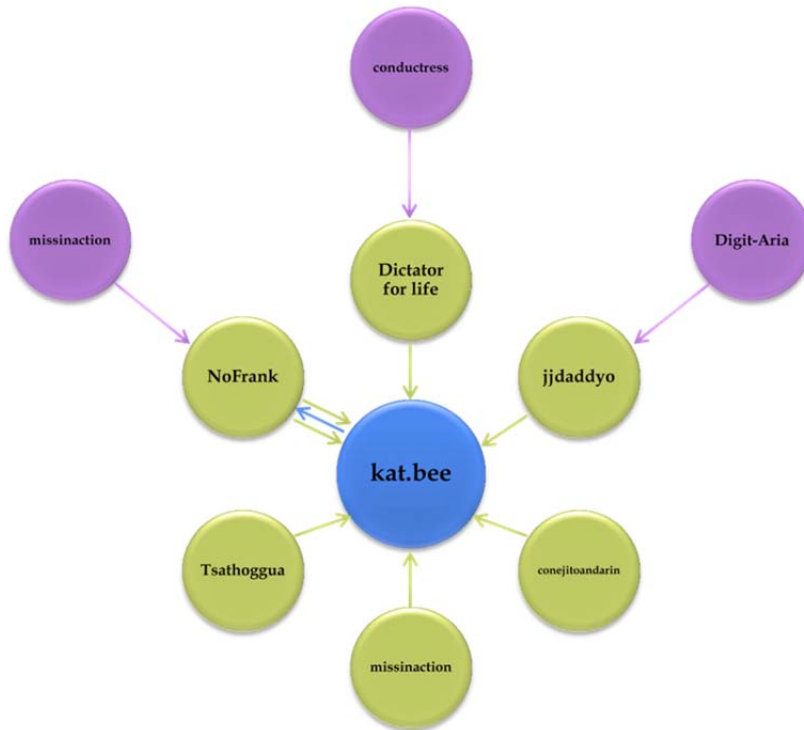 conductress
missinaction
Digit-Aria
Dictator
for life
NoFrank
jjdaddyo
kat.bee
Tsathoggua
conejitoandarin
missinaction